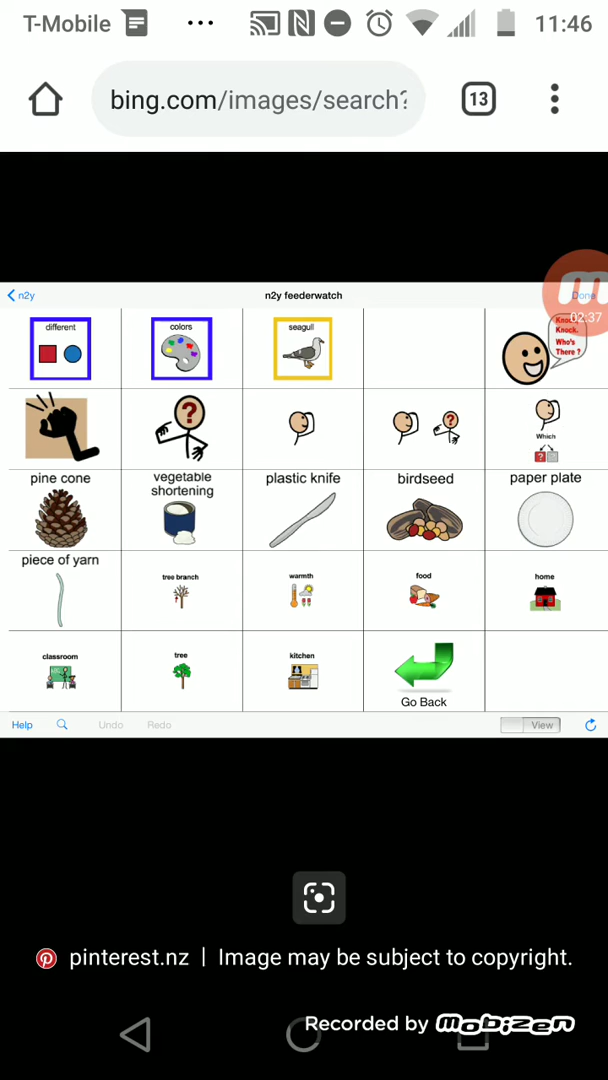 T-Mobile
11:46
bing.com/images/search?
13
n2y
n2y feederwatch
Done
02:37
different
colors
seagull
Knock.
Knock.
Who's
There ?
Which
pine cone
vegetable
shortening
plastic knife
birdseed
paper plate
piece of yarn
tree branch
warmth
food
home
classroom
tree
kitchen
Go Back
Help
Undo
Redo
View
pinterest.nz | Image may be subject to copyright.
Recorded by Mobizen